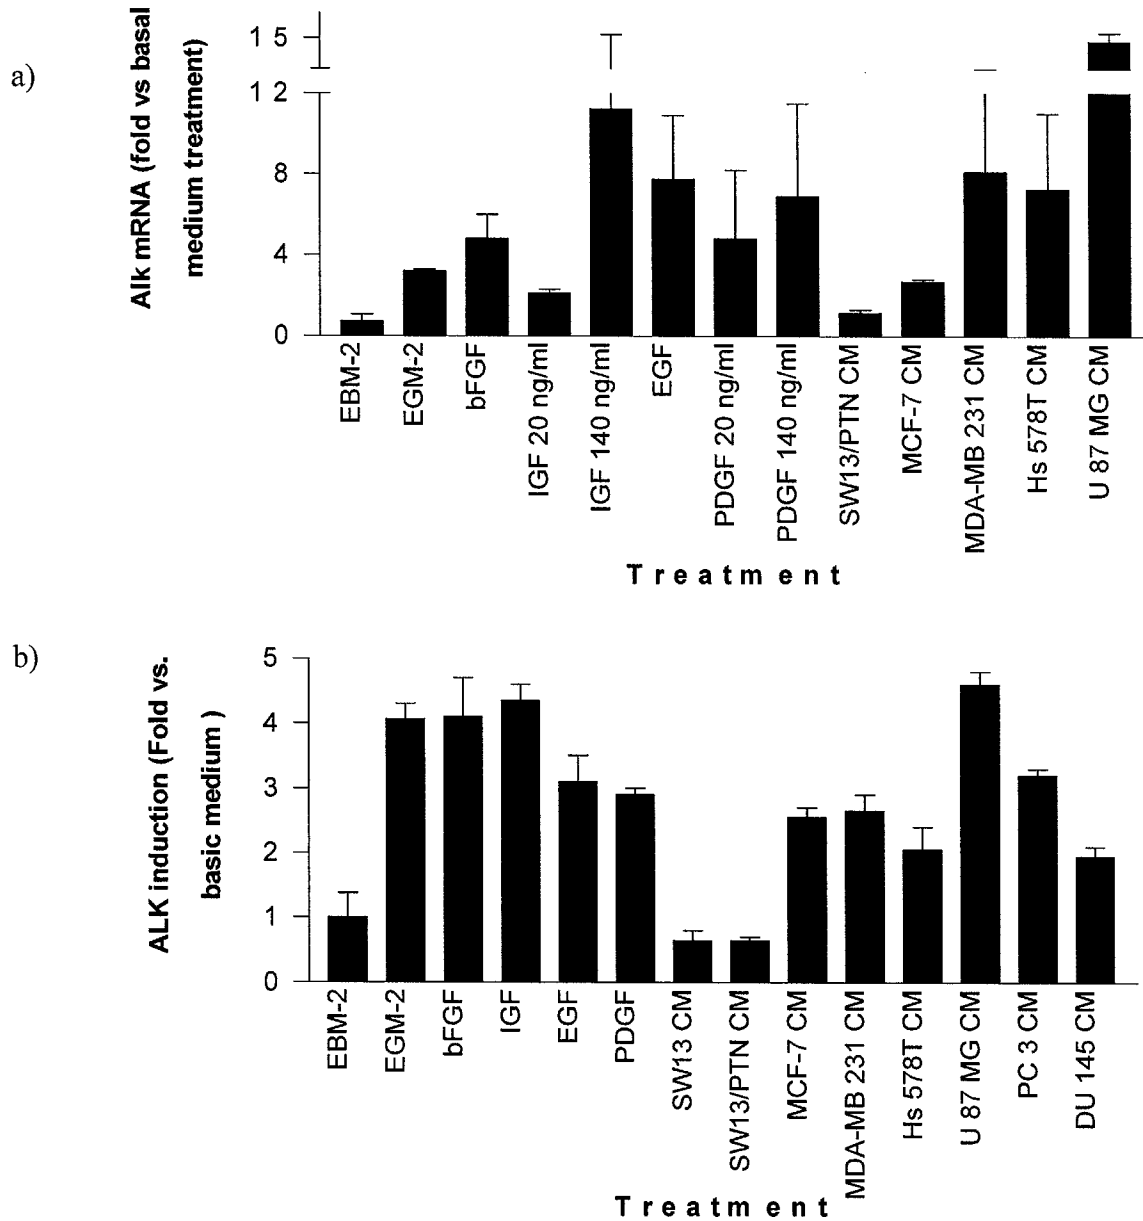 a)
Alk mRNA (fold vs basal
medium treatment)
15
12
8
4
0
EBM-2
EGM-2
bFGF
IGF 20 ng/ml
IGF 140 ng/ml
EGF
PDGF 20 ng/ml
PDGF 140 ng/ml
SW13/PTN CM
MCF-7 CM
MDA-MB 231 CM
Hs 578T CM
U 87 MG CM
Treatment
b)
ALK induction (Fold vs.
basic medium )
5
4
3
2
1
0
EBM-2
EGM-2
bFGF
IGF
EGF
PDGF
SW13 CM
SW13/PTN CM
MCF-7 CM
MDA-MB 231 CM
Hs 578T CM
U 87 MG CM
PC 3 CM
DU 145 CM
Treatment